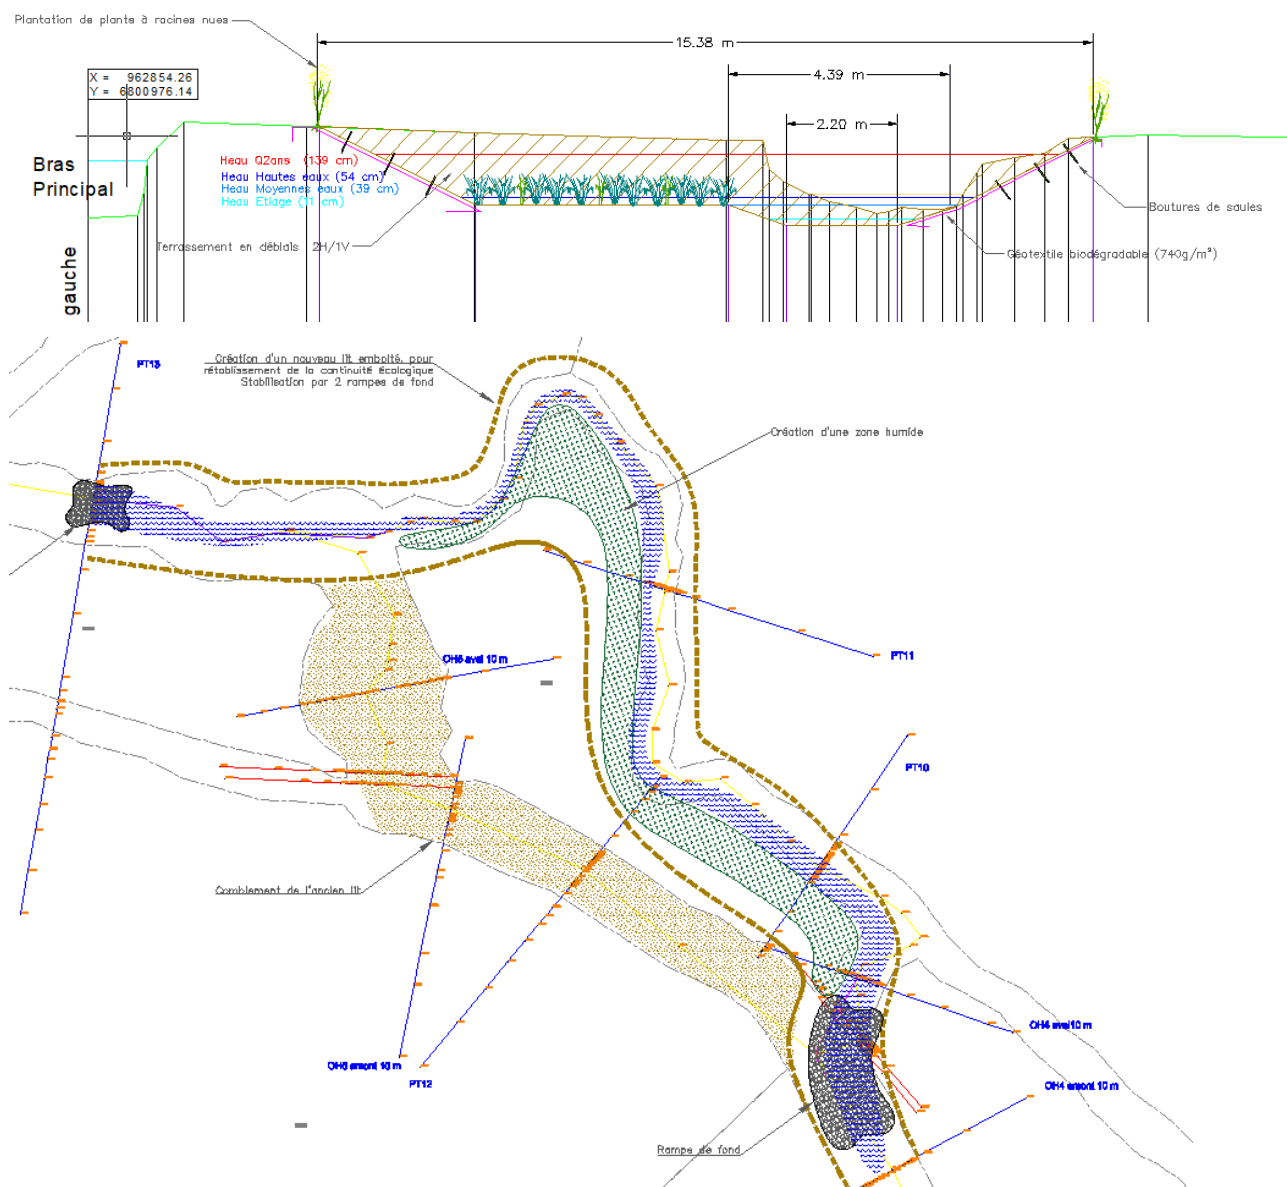 Plantation de plants à racines nues
15.38 m
X = 962854.26
Y = 6800976.14
4.39 m
2.20 m
Bras
Principal
gauche
Heau Q2ans (139 cm)
Heau Hautes eaux (54 cm)
Heau Moyennes eaux (39 cm)
Heau Etiage (11 cm)
Boutures de saules
Terrassement en déblais 2H/1V
Géotextile biodégradable (740g/m²)
PT13
Création d'un nouveau lit emboité, pour
rétablissement de la continuité écologique
Stabilisation par 2 rampes de fond
Création d'une zone humide
OH5 aval 10 m
PT11
PT10
Comblement de l'ancien lit
OH4 aval 10 m
OH5 amont 10 m
PT12
OH4 amont 10 m
Rampe de fond